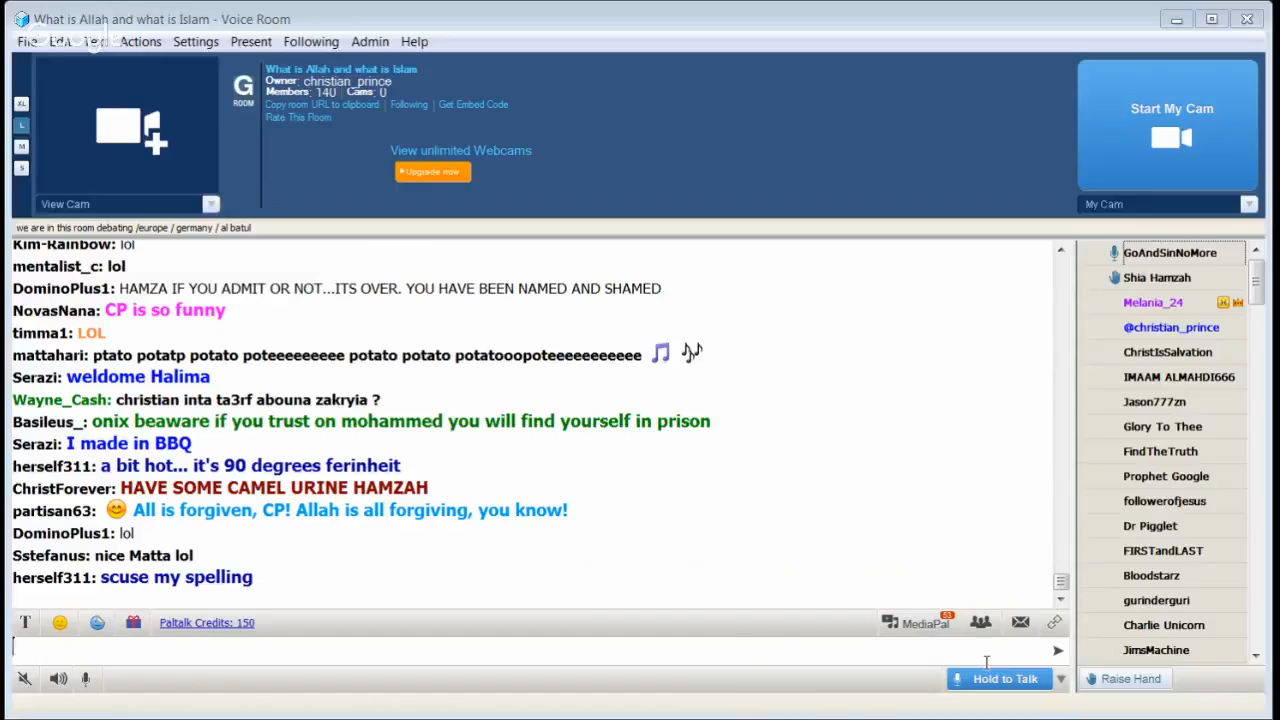 What is Allah and what is Islam - Voice Room
File Edit Text Actions Settings Present Following Admin Help
Google
XL
L
M
S
View Cam
G
ROOM
What is Allah and what is Islam
Owner: christian_prince
Members: 140 Cams: 0
Copy room URL to clipboard | Following | Get Embed Code
Rate This Room
View unlimited Webcams
Upgrade now
Start My Cam
My Cam
we are in this room debating /europe / germany / al batul
Kim-Rainbow: lol
mentalist_c: lol
DominoPlus1: HAMZA IF YOU ADMIT OR NOT...ITS OVER. YOU HAVE BEEN NAMED AND SHAMED
NovasNana: CP is so funny
timma1: LOL
mattahari: ptato potatp potato poteeeeeeeee potato potato potatooopoteeeeeeeeeee
Serazi: weldome Halima
Wayne_Cash: christian inta ta3rf abouna zakryia ?
Basileus_: onix beaware if you trust on mohammed you will find yourself in prison
Serazi: I made in BBQ
herself311: a bit hot... it's 90 degrees ferinheit
ChristForever: HAVE SOME CAMEL URINE HAMZAH
partisan63: 😊 All is forgiven, CP! Allah is all forgiving, you know!
DominoPlus1: lol
Sstefanus: nice Matta lol
herself311: scuse my spelling
T
Paltalk Credits: 150
MediaPal
53
Hold to Talk
GoAndSinNoMore
Shia Hamzah
Melania_24
@christian_prince
ChristIsSalvation
IMAAM ALMAHDI666
Jason777zn
Glory To Thee
FindTheTruth
Prophet Google
followerofjesus
Dr Pigglet
FIRSTandLAST
Bloodstarz
gurinderguri
Charlie Unicorn
JimsMachine
Raise Hand